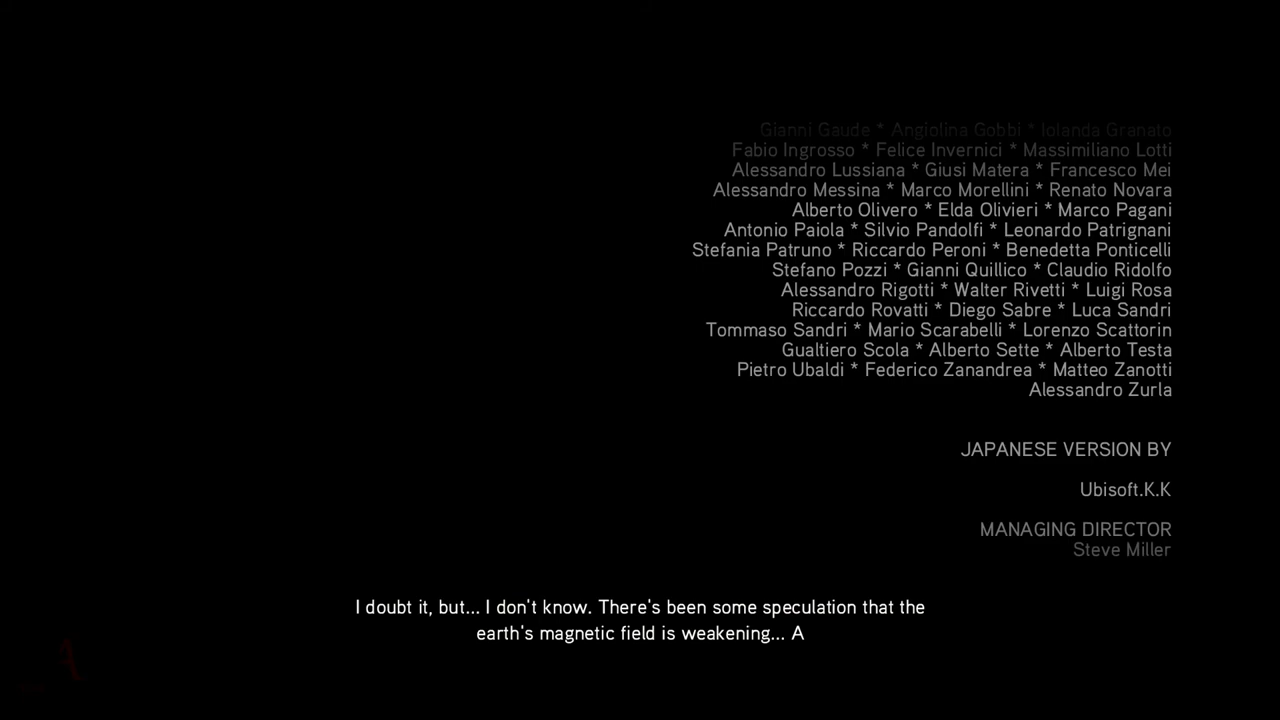 Gianni Gaude * Angiolina Gobbi * Iolanda Granato
Fabio Ingrosso * Felice Invernici * Massimiliano Lotti
Alessandro Lussiana * Giusi Matera * Francesco Mei
Alessandro Messina * Marco Morellini * Renato Novara
Alberto Olivero * Elda Olivieri * Marco Pagani
Antonio Paiola * Silvio Pandolfi * Leonardo Patrignani
Stefania Patruno * Riccardo Peroni * Benedetta Ponticelli
Stefano Pozzi * Gianni Quillico * Claudio Ridolfo
Alessandro Rigotti * Walter Rivetti * Luigi Rosa
Riccardo Rovatti * Diego Sabre * Luca Sandri
Tommaso Sandri * Mario Scarabelli * Lorenzo Scattorin
Gualtiero Scola * Alberto Sette * Alberto Testa
Pietro Ubaldi * Federico Zanandrea * Matteo Zanotti
Alessandro Zurla
JAPANESE VERSION BY
Ubisoft.K.K
MANAGING DIRECTOR
Steve Miller
I doubt it, but... I don't know. There's been some speculation that the
earth's magnetic field is weakening... A